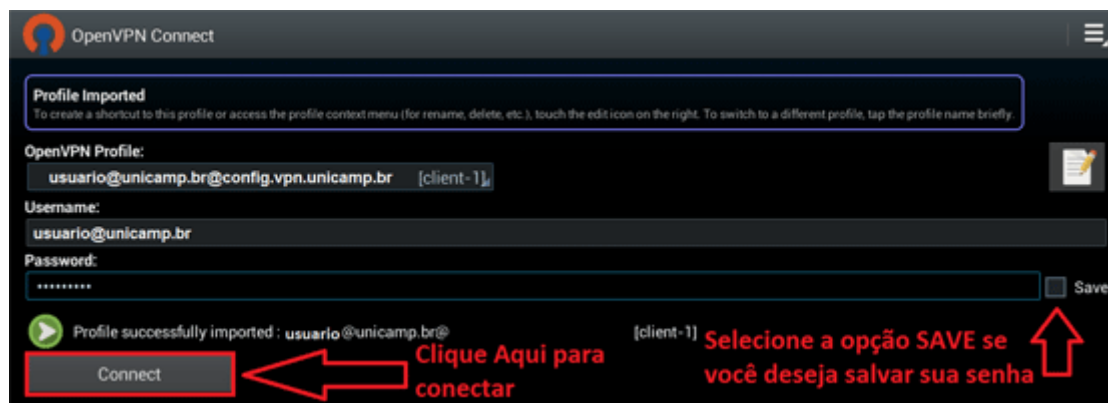 OpenVPN Connect
Profile Imported
To create a shortcut to this profile or access the profile context menu (for rename, delete, etc.), touch the edit icon on the right. To switch to a different profile, tap the profile name briefly.
OpenVPN Profile:
usuario@unicamp.br@config.vpn.unicamp.br [client-1]
Username:
usuario@unicamp.br
Password:
•••••••••
Save
Profile successfully imported : usuario@unicamp.br@ [client-1]
Connect
Clique Aqui para
conectar
Selecione a opção SAVE se
você deseja salvar sua senha